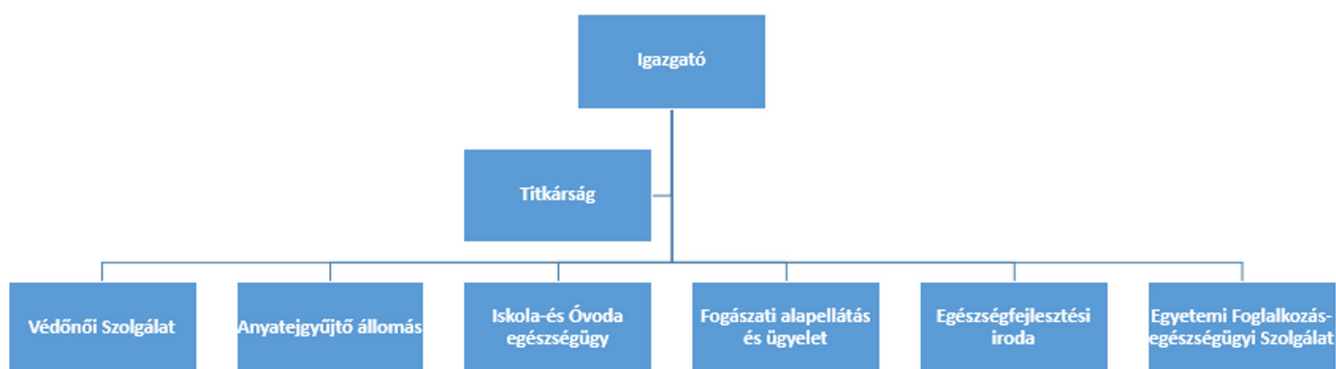 Igazgató
Titkárság
Védőnői Szolgálat
Anyatejgyűjtő állomás
Iskola-és Óvoda
egészségügy
Fogászati alapellátás
és ügyelet
Egészségfejlesztési
iroda
Egyetemi Foglalkozás-
egészségügyi Szolgálat